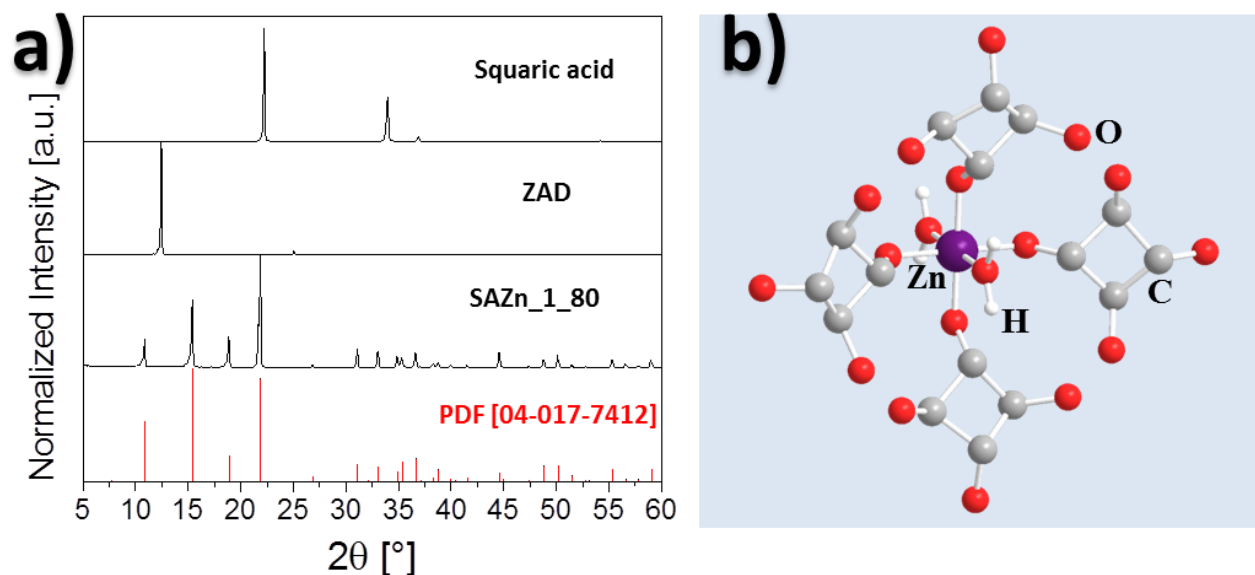 a)
Normalized Intensity [a.u.]
Squaric acid
ZAD
SAZn_1_80
PDF [04-017-7412]
5 10 15 20 25 30 35 40 45 50 55 60
2θ [°]
b)
O
Zn
C
H